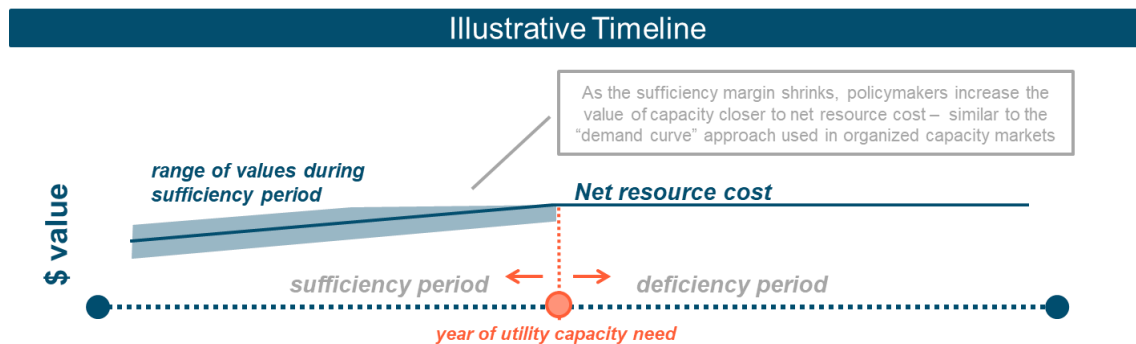 Illustrative Timeline
As the sufficiency margin shrinks, policymakers increase the
value of capacity closer to net resource cost – similar to the
“demand curve” approach used in organized capacity markets
range of values during
sufficiency period
Net resource cost
$ value
sufficiency period
deficiency period
year of utility capacity need